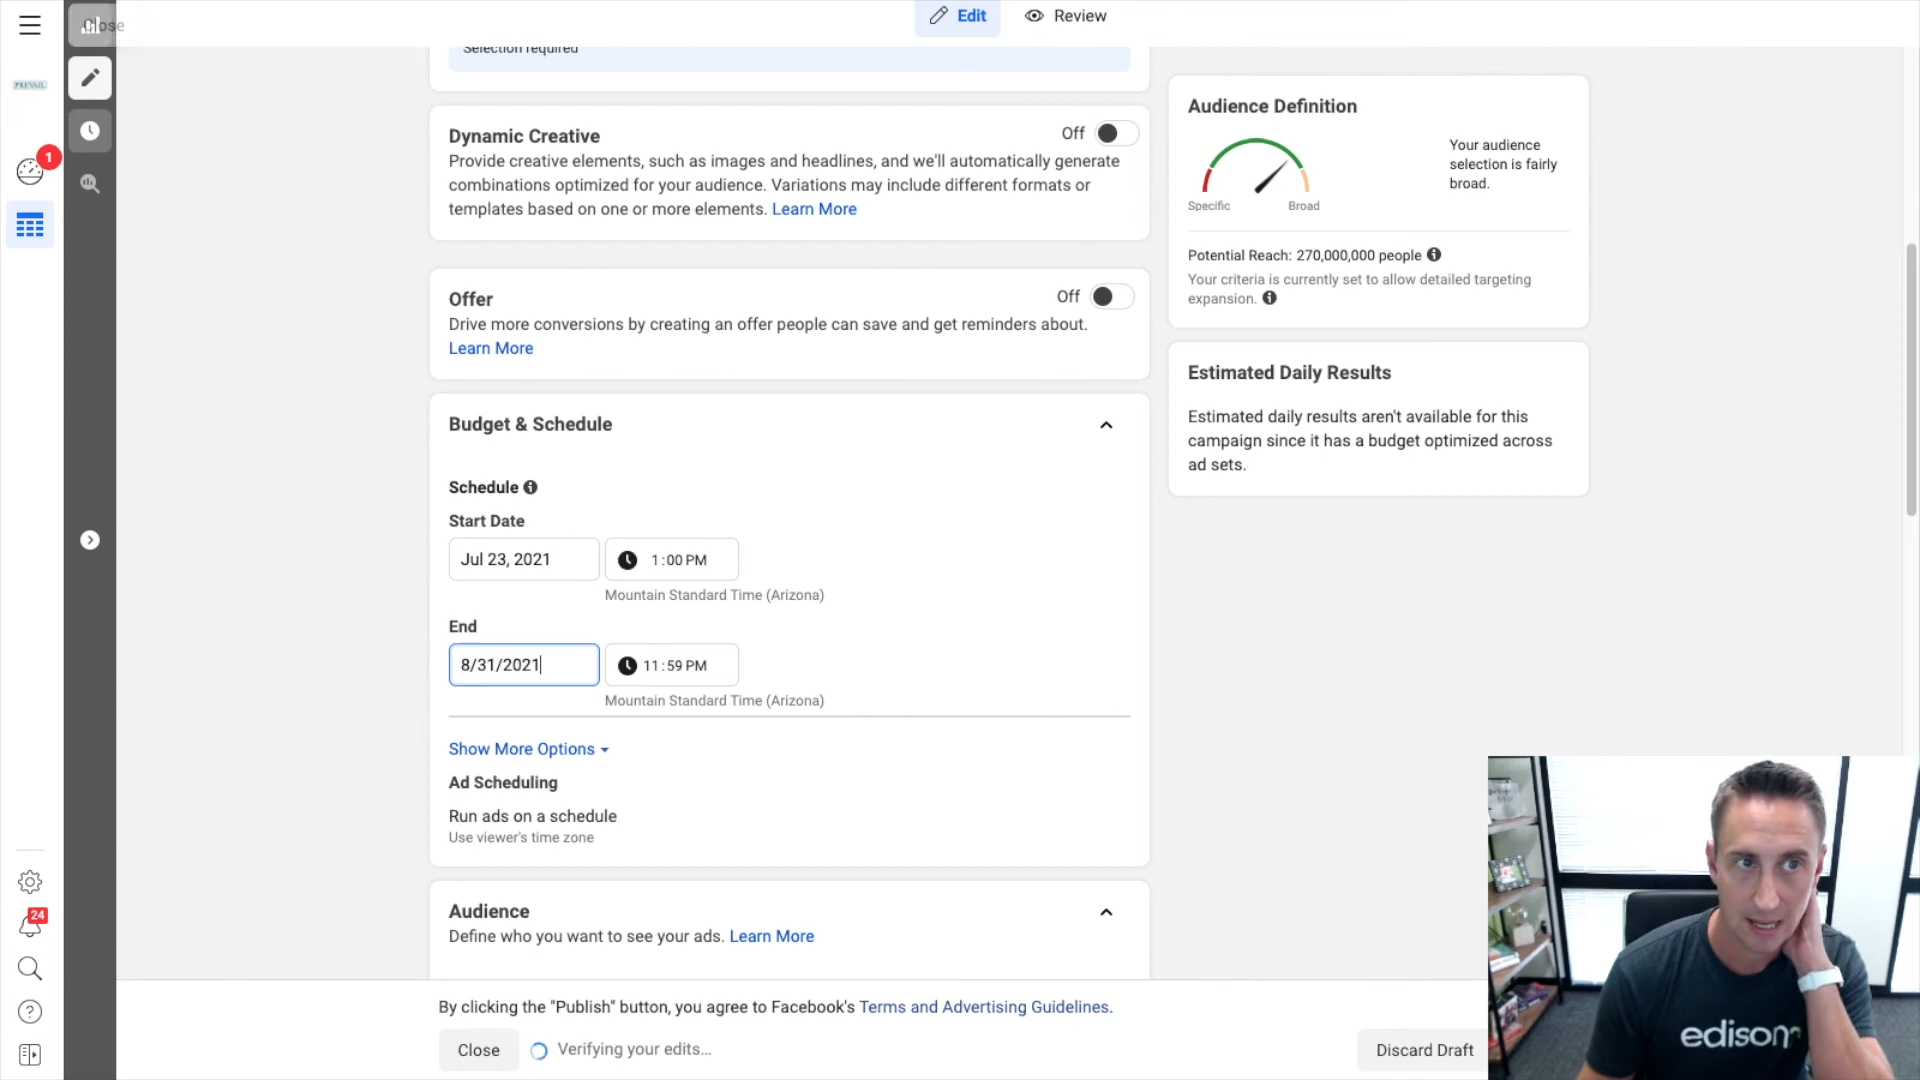 Close
Edit
Review
Selection required
PREVAIL
1
Dynamic Creative
Off
Provide creative elements, such as images and headlines, and we'll automatically generate
combinations optimized for your audience. Variations may include different formats or
templates based on one or more elements. Learn More
Offer
Off
Drive more conversions by creating an offer people can save and get reminders about.
Learn More
Budget & Schedule
Schedule
Start Date
Jul 23, 2021
1:00 PM
Mountain Standard Time (Arizona)
End
8/31/2021
11:59 PM
Mountain Standard Time (Arizona)
Show More Options
Ad Scheduling
Run ads on a schedule
Use viewer's time zone
Audience
Define who you want to see your ads. Learn More
Audience Definition
Your audience
selection is fairly
broad.
Specific
Broad
Potential Reach: 270,000,000 people
Your criteria is currently set to allow detailed targeting
expansion.
Estimated Daily Results
Estimated daily results aren't available for this
campaign since it has a budget optimized across
ad sets.
24
By clicking the "Publish" button, you agree to Facebook's Terms and Advertising Guidelines.
Close
Verifying your edits...
Discard Draft
edison